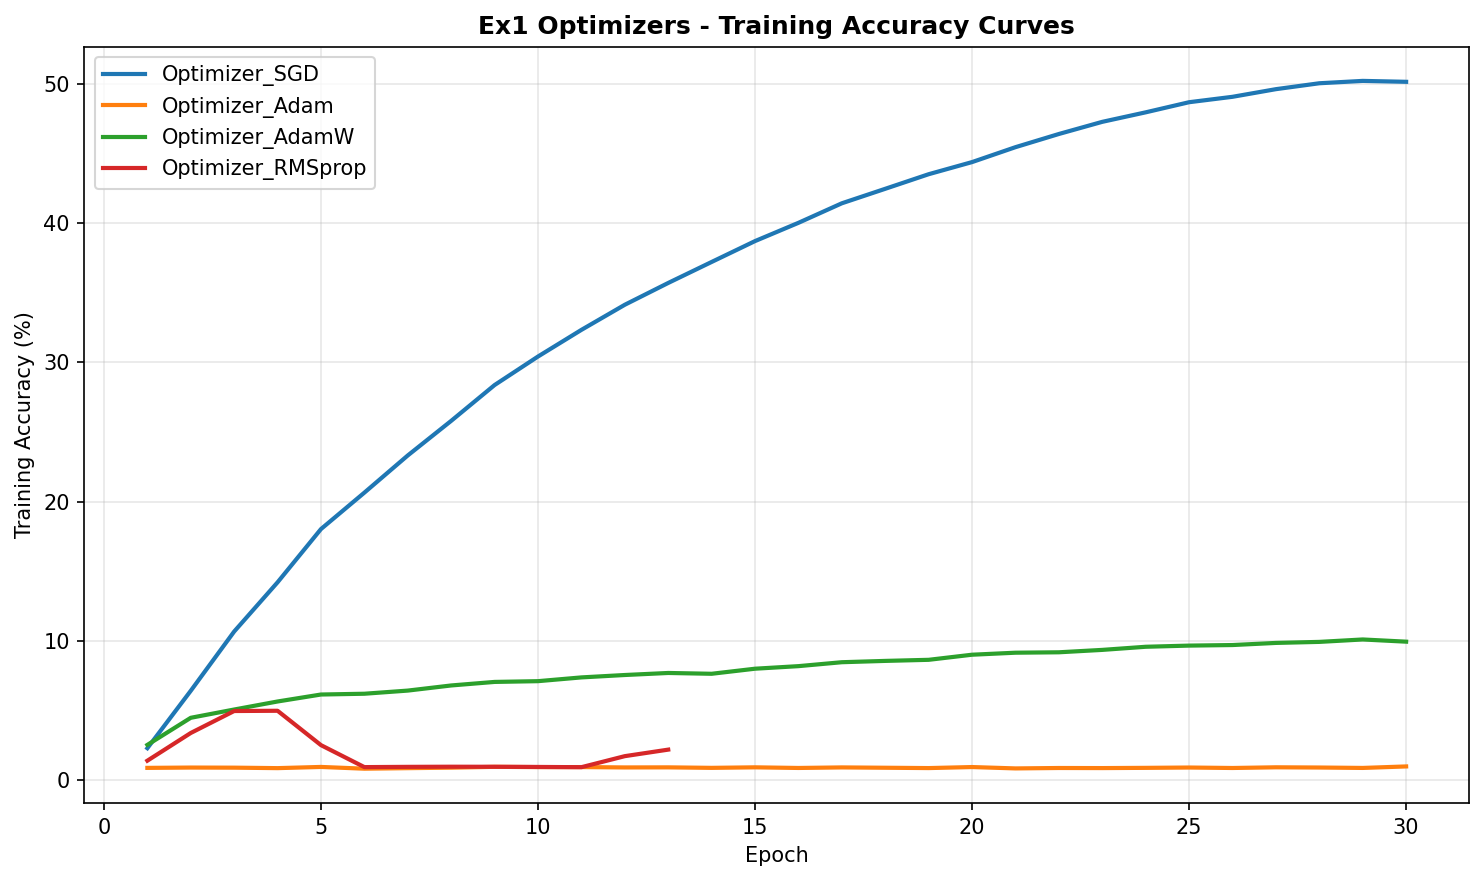 Ex1 Optimizers - Training Accuracy Curves
Optimizer_SGD
Optimizer_Adam
Optimizer_AdamW
Optimizer_RMSprop
Training Accuracy (%)
50
40
30
20
10
0
0 5 10 15 20 25 30
Epoch